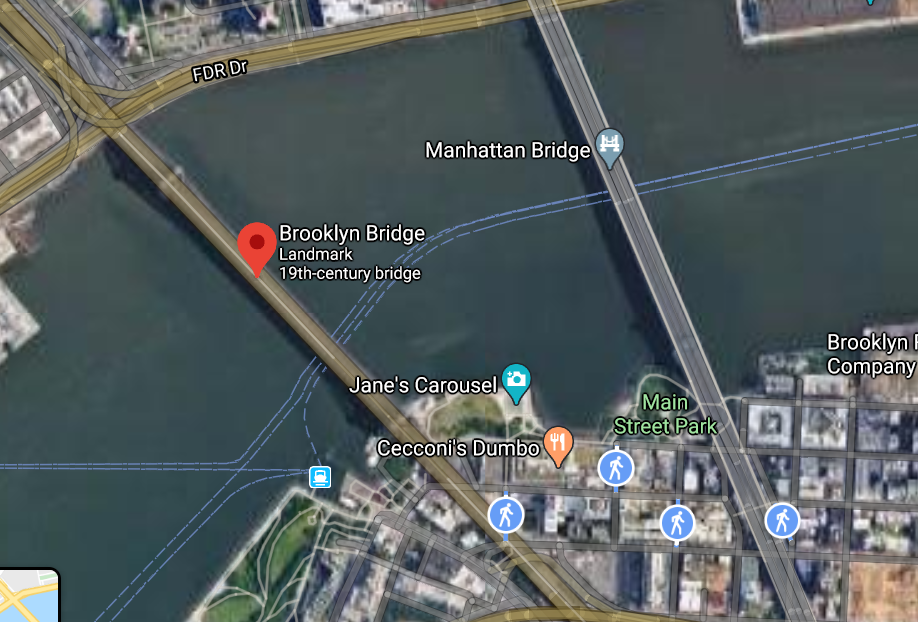 FDR Dr
Manhattan Bridge
Brooklyn Bridge
Landmark
19th-century bridge
Brooklyn
Company
Jane's Carousel
Main
Street Park
Cecconi's Dumbo